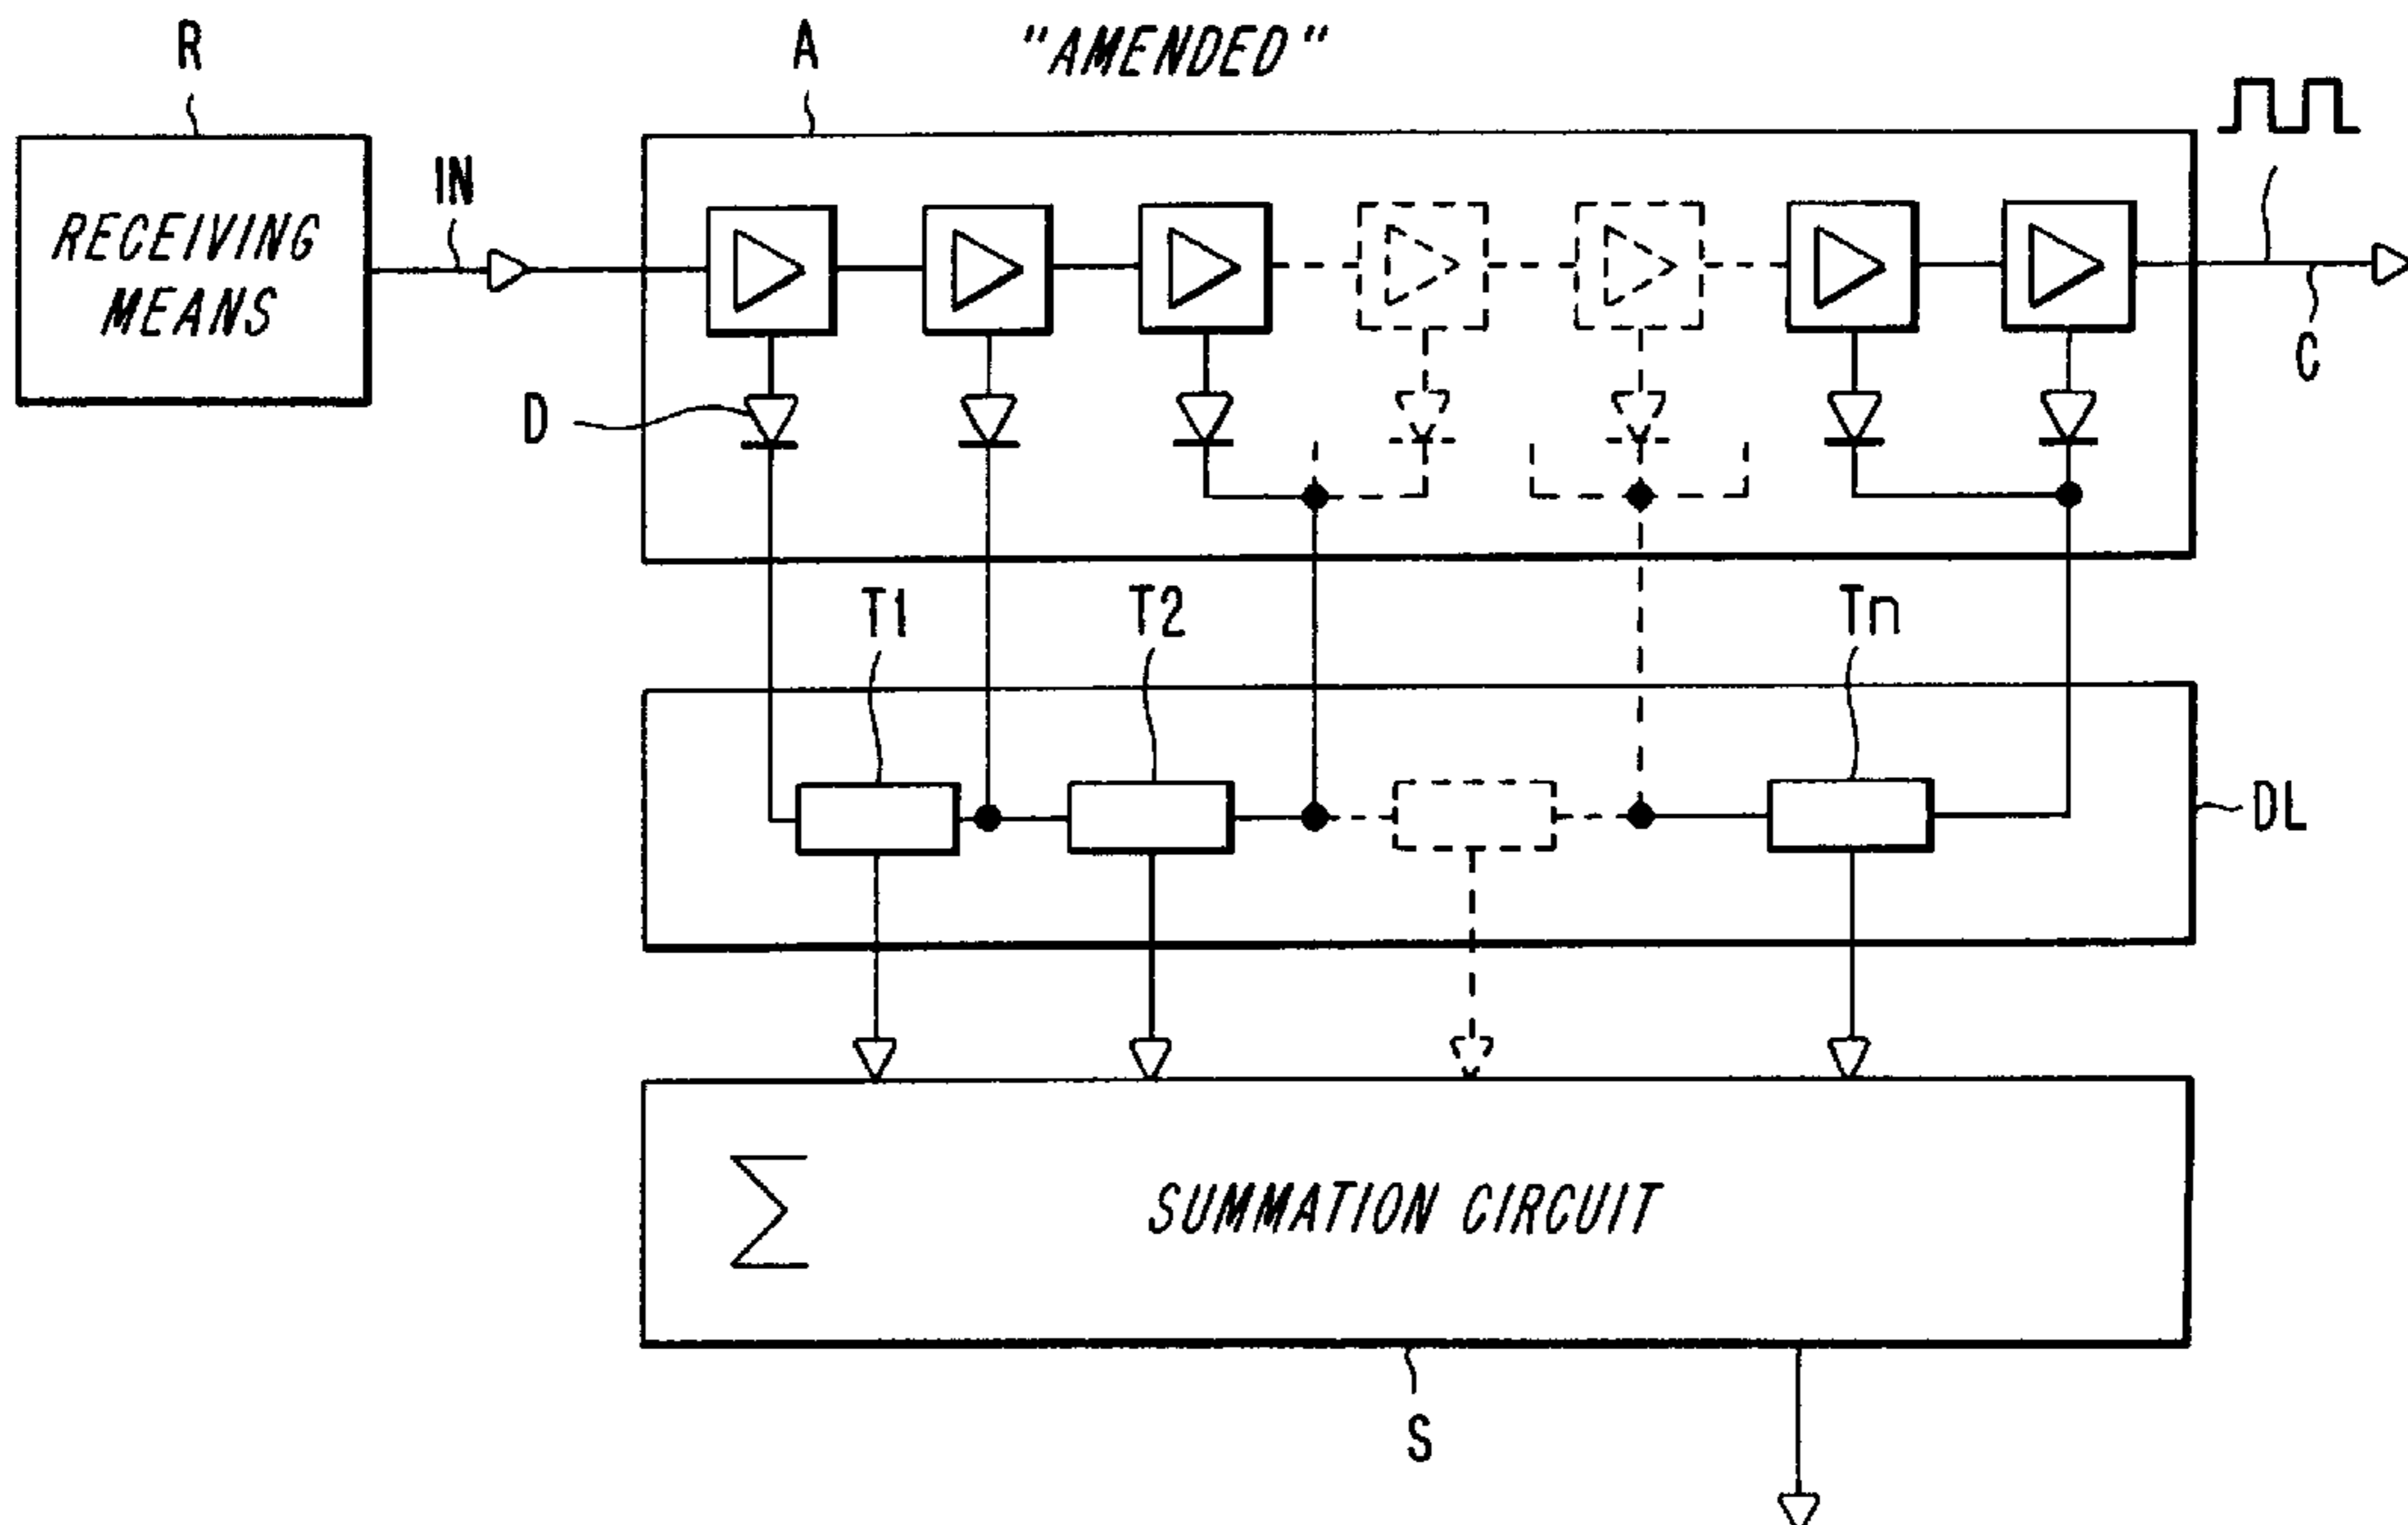 R
A
"AMENDED"
RECEIVING
MEANS
IN
D
C
T1
T2
Tn
DL
Σ
SUMMATION CIRCUIT
S